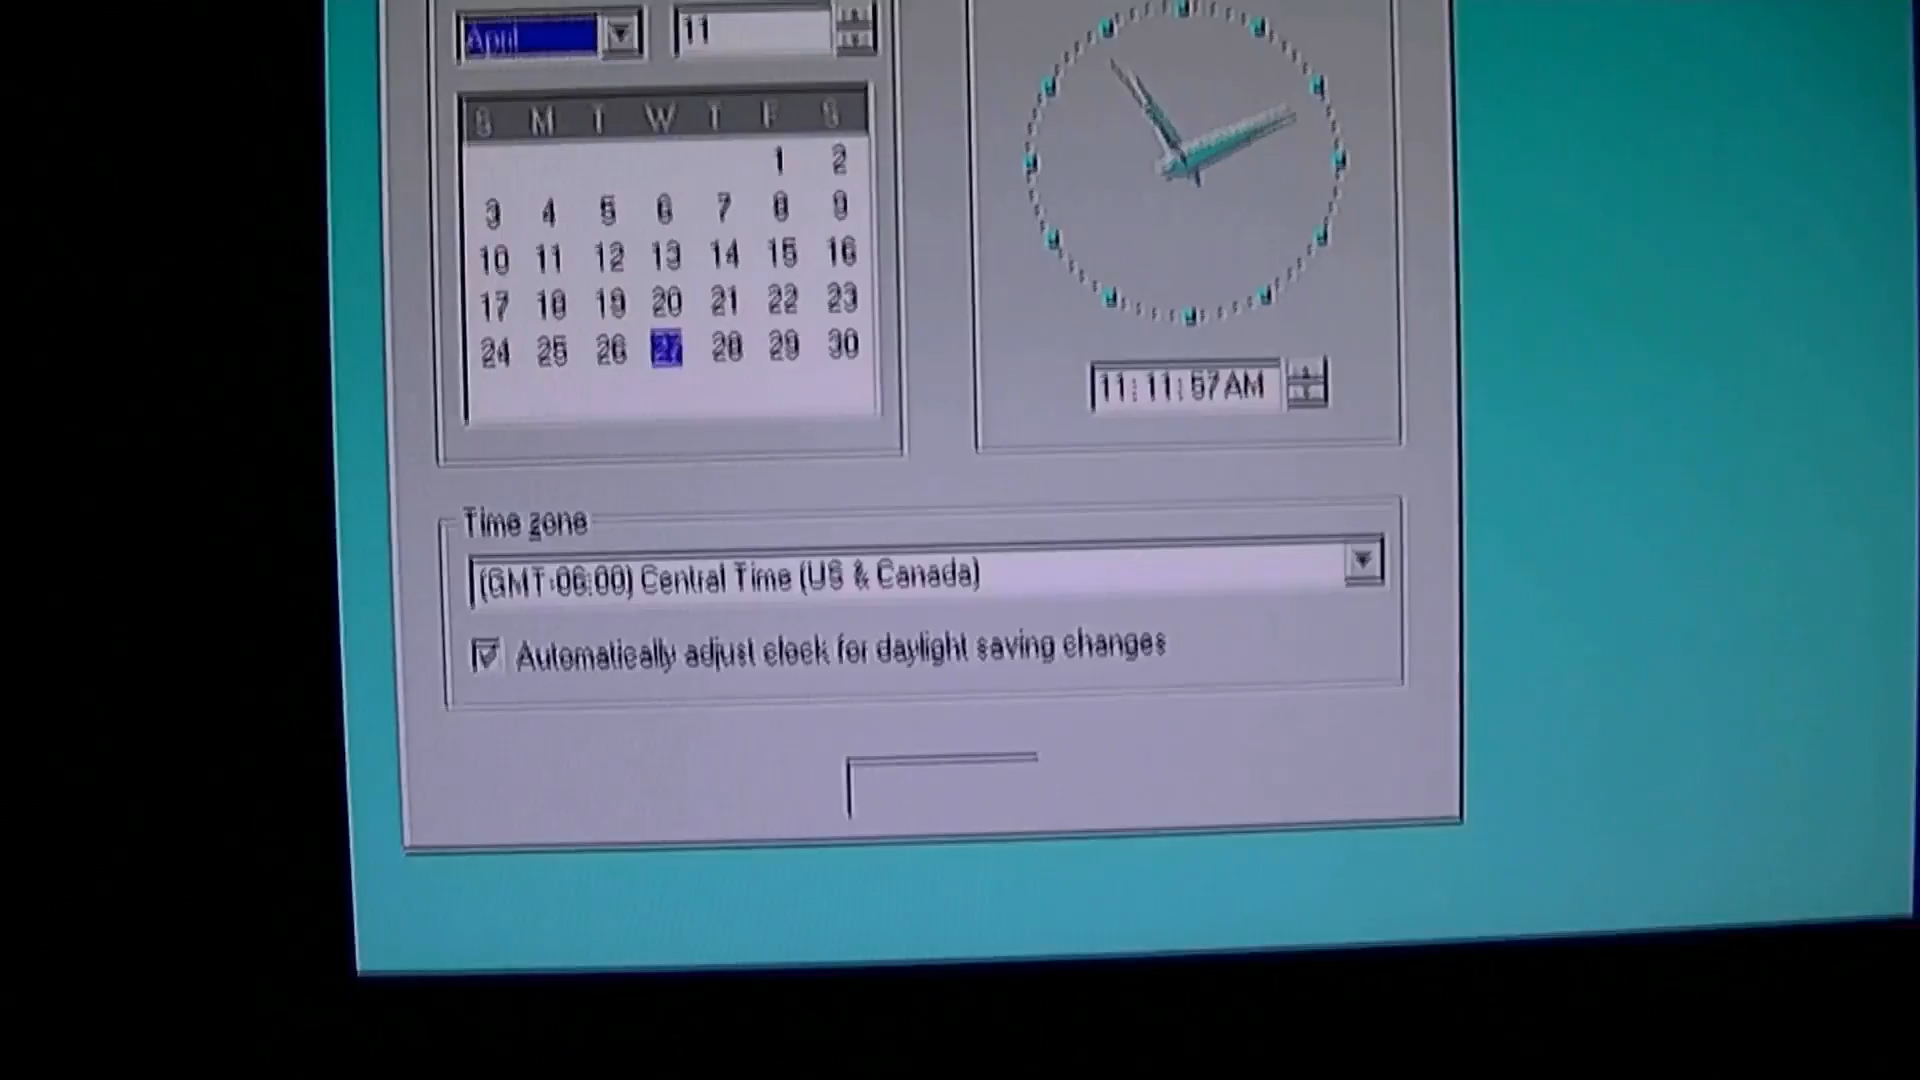 April 11
S M T W T F S
1 2
3 4 5 6 7 8 9
10 11 12 13 14 15 16
17 18 19 20 21 22 23
24 25 26 27 28 29 30
11:11:57AM
Time zone
(GMT-06:00) Central Time (US & Canada)
Automatically adjust clock for daylight saving changes